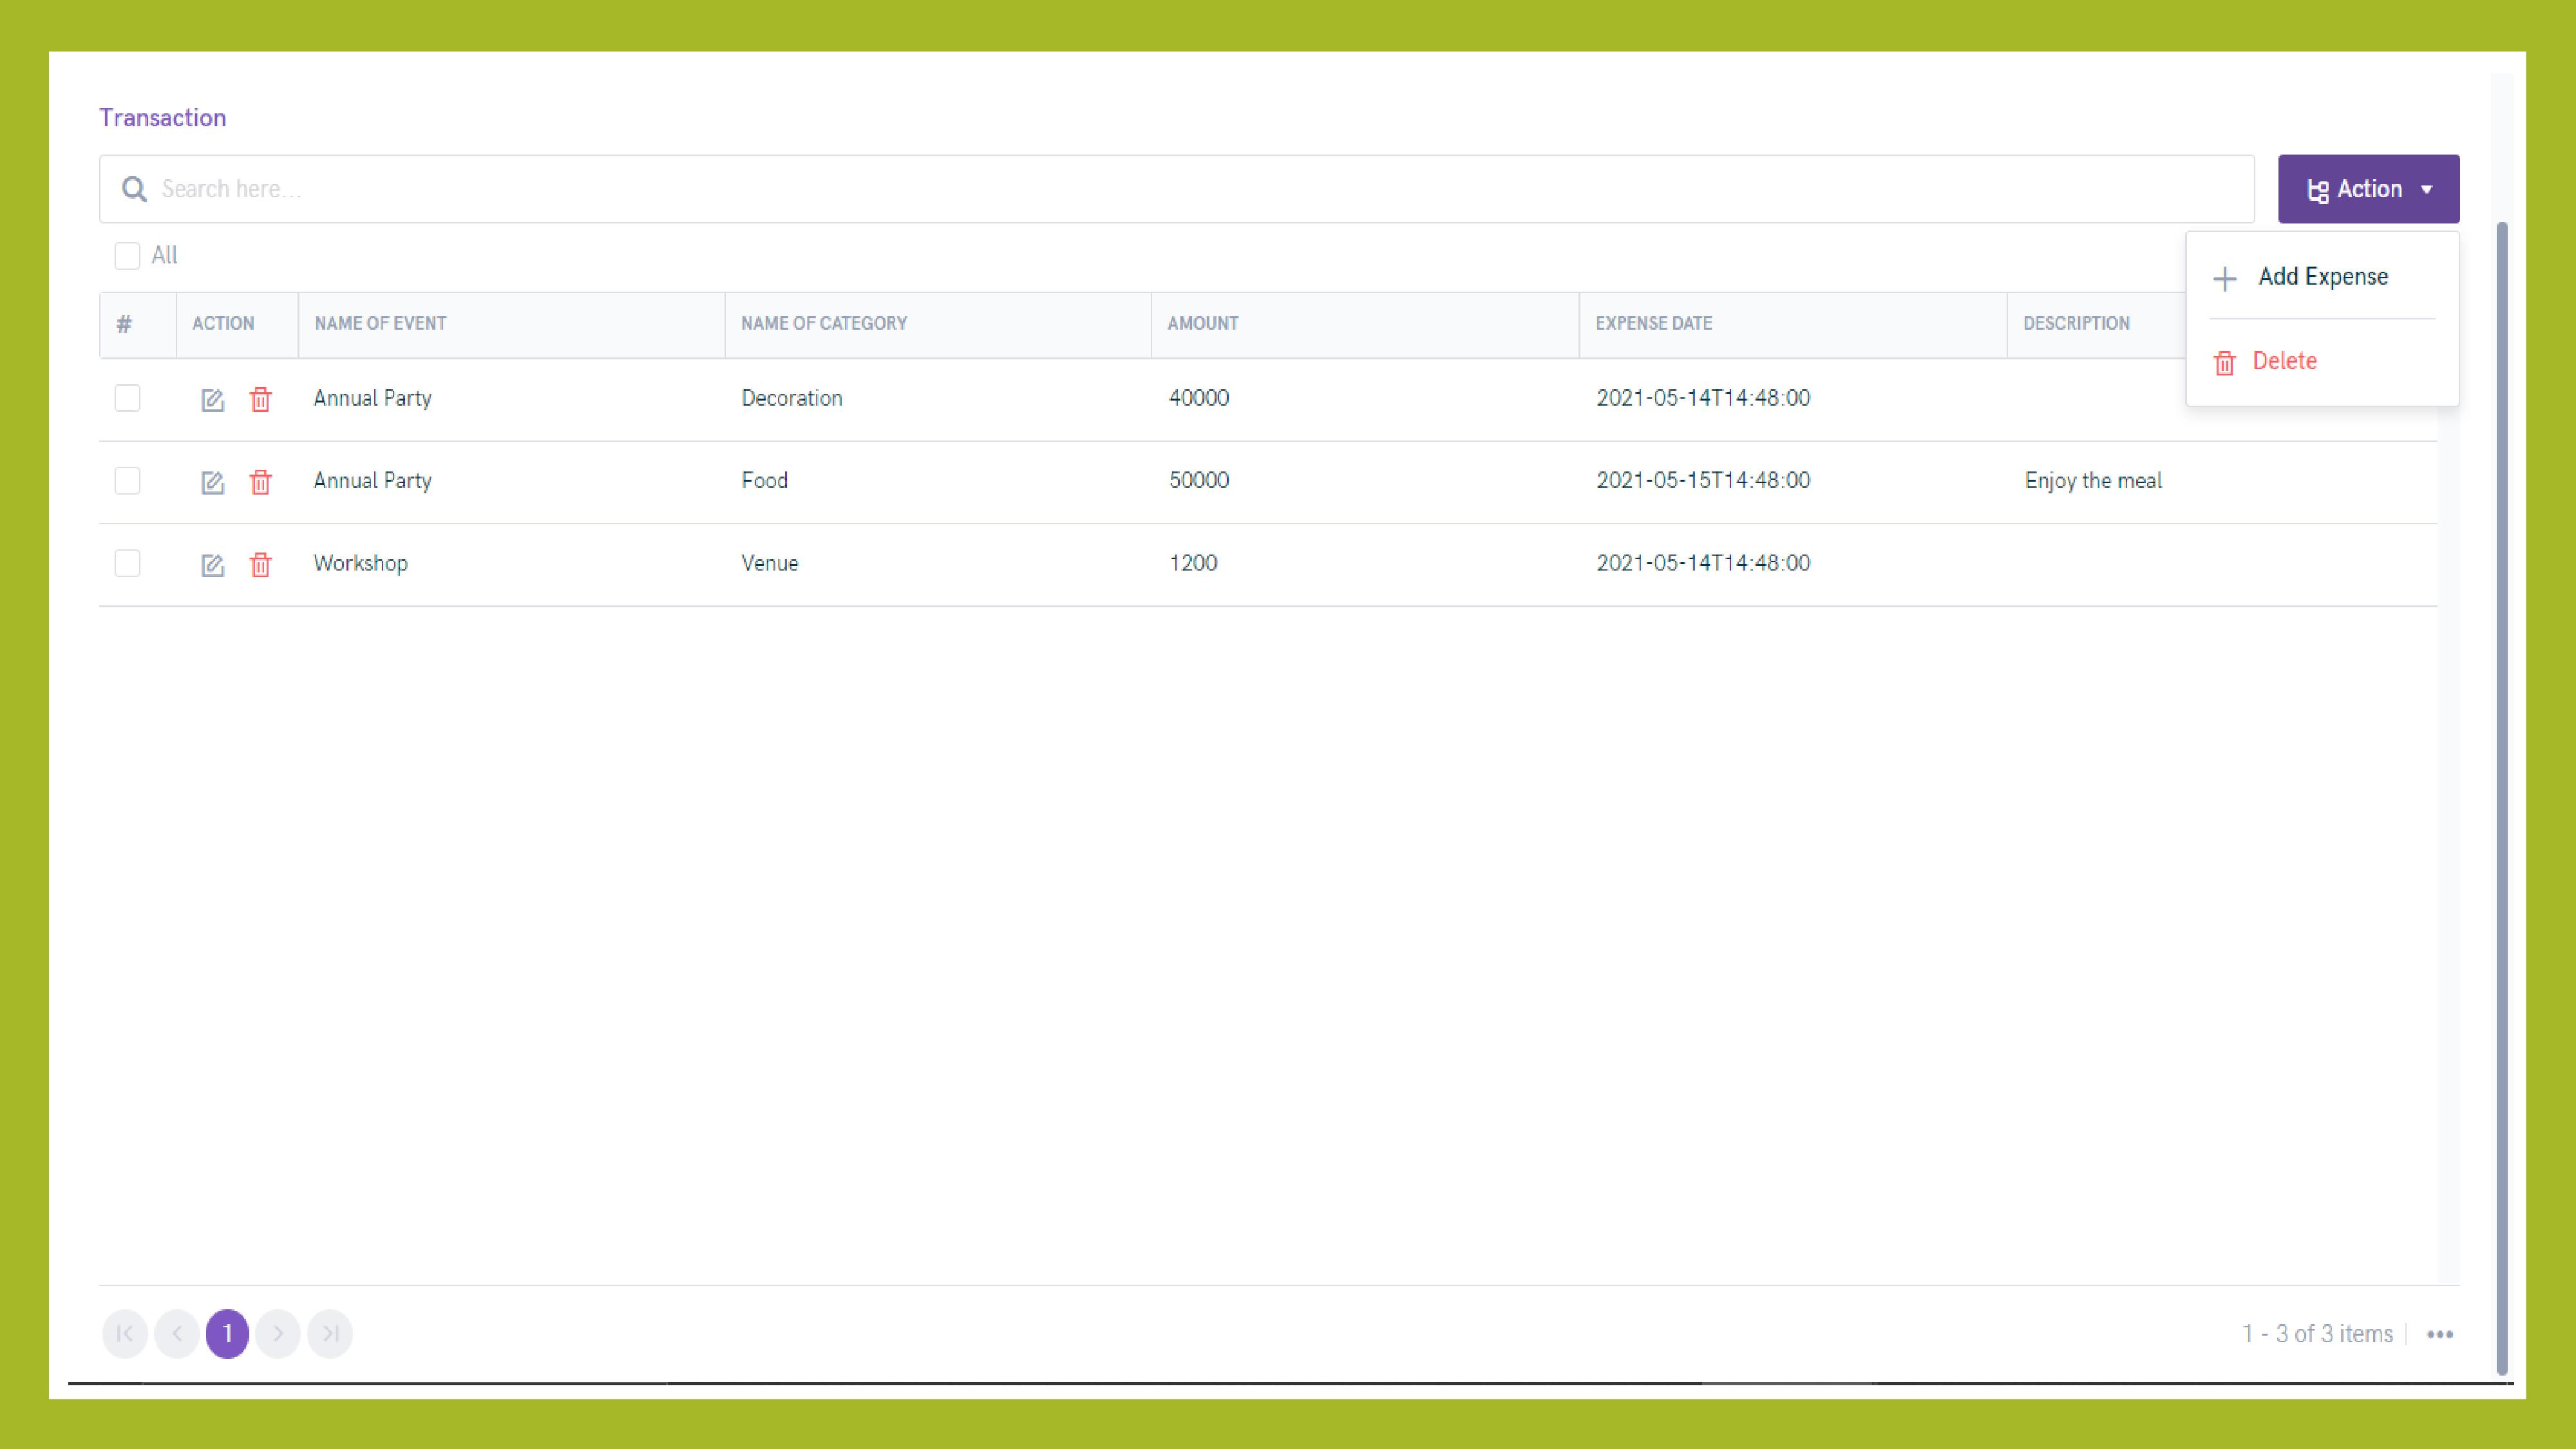 Transaction
Search here...
Action
All
Add Expense
Delete
# ACTION NAME OF EVENT NAME OF CATEGORY AMOUNT EXPENSE DATE DESCRIPTION
Annual Party Decoration 40000 2021-05-14T14:48:00
Annual Party Food 50000 2021-05-15T14:48:00 Enjoy the meal
Workshop Venue 1200 2021-05-14T14:48:00
1
1 - 3 of 3 items